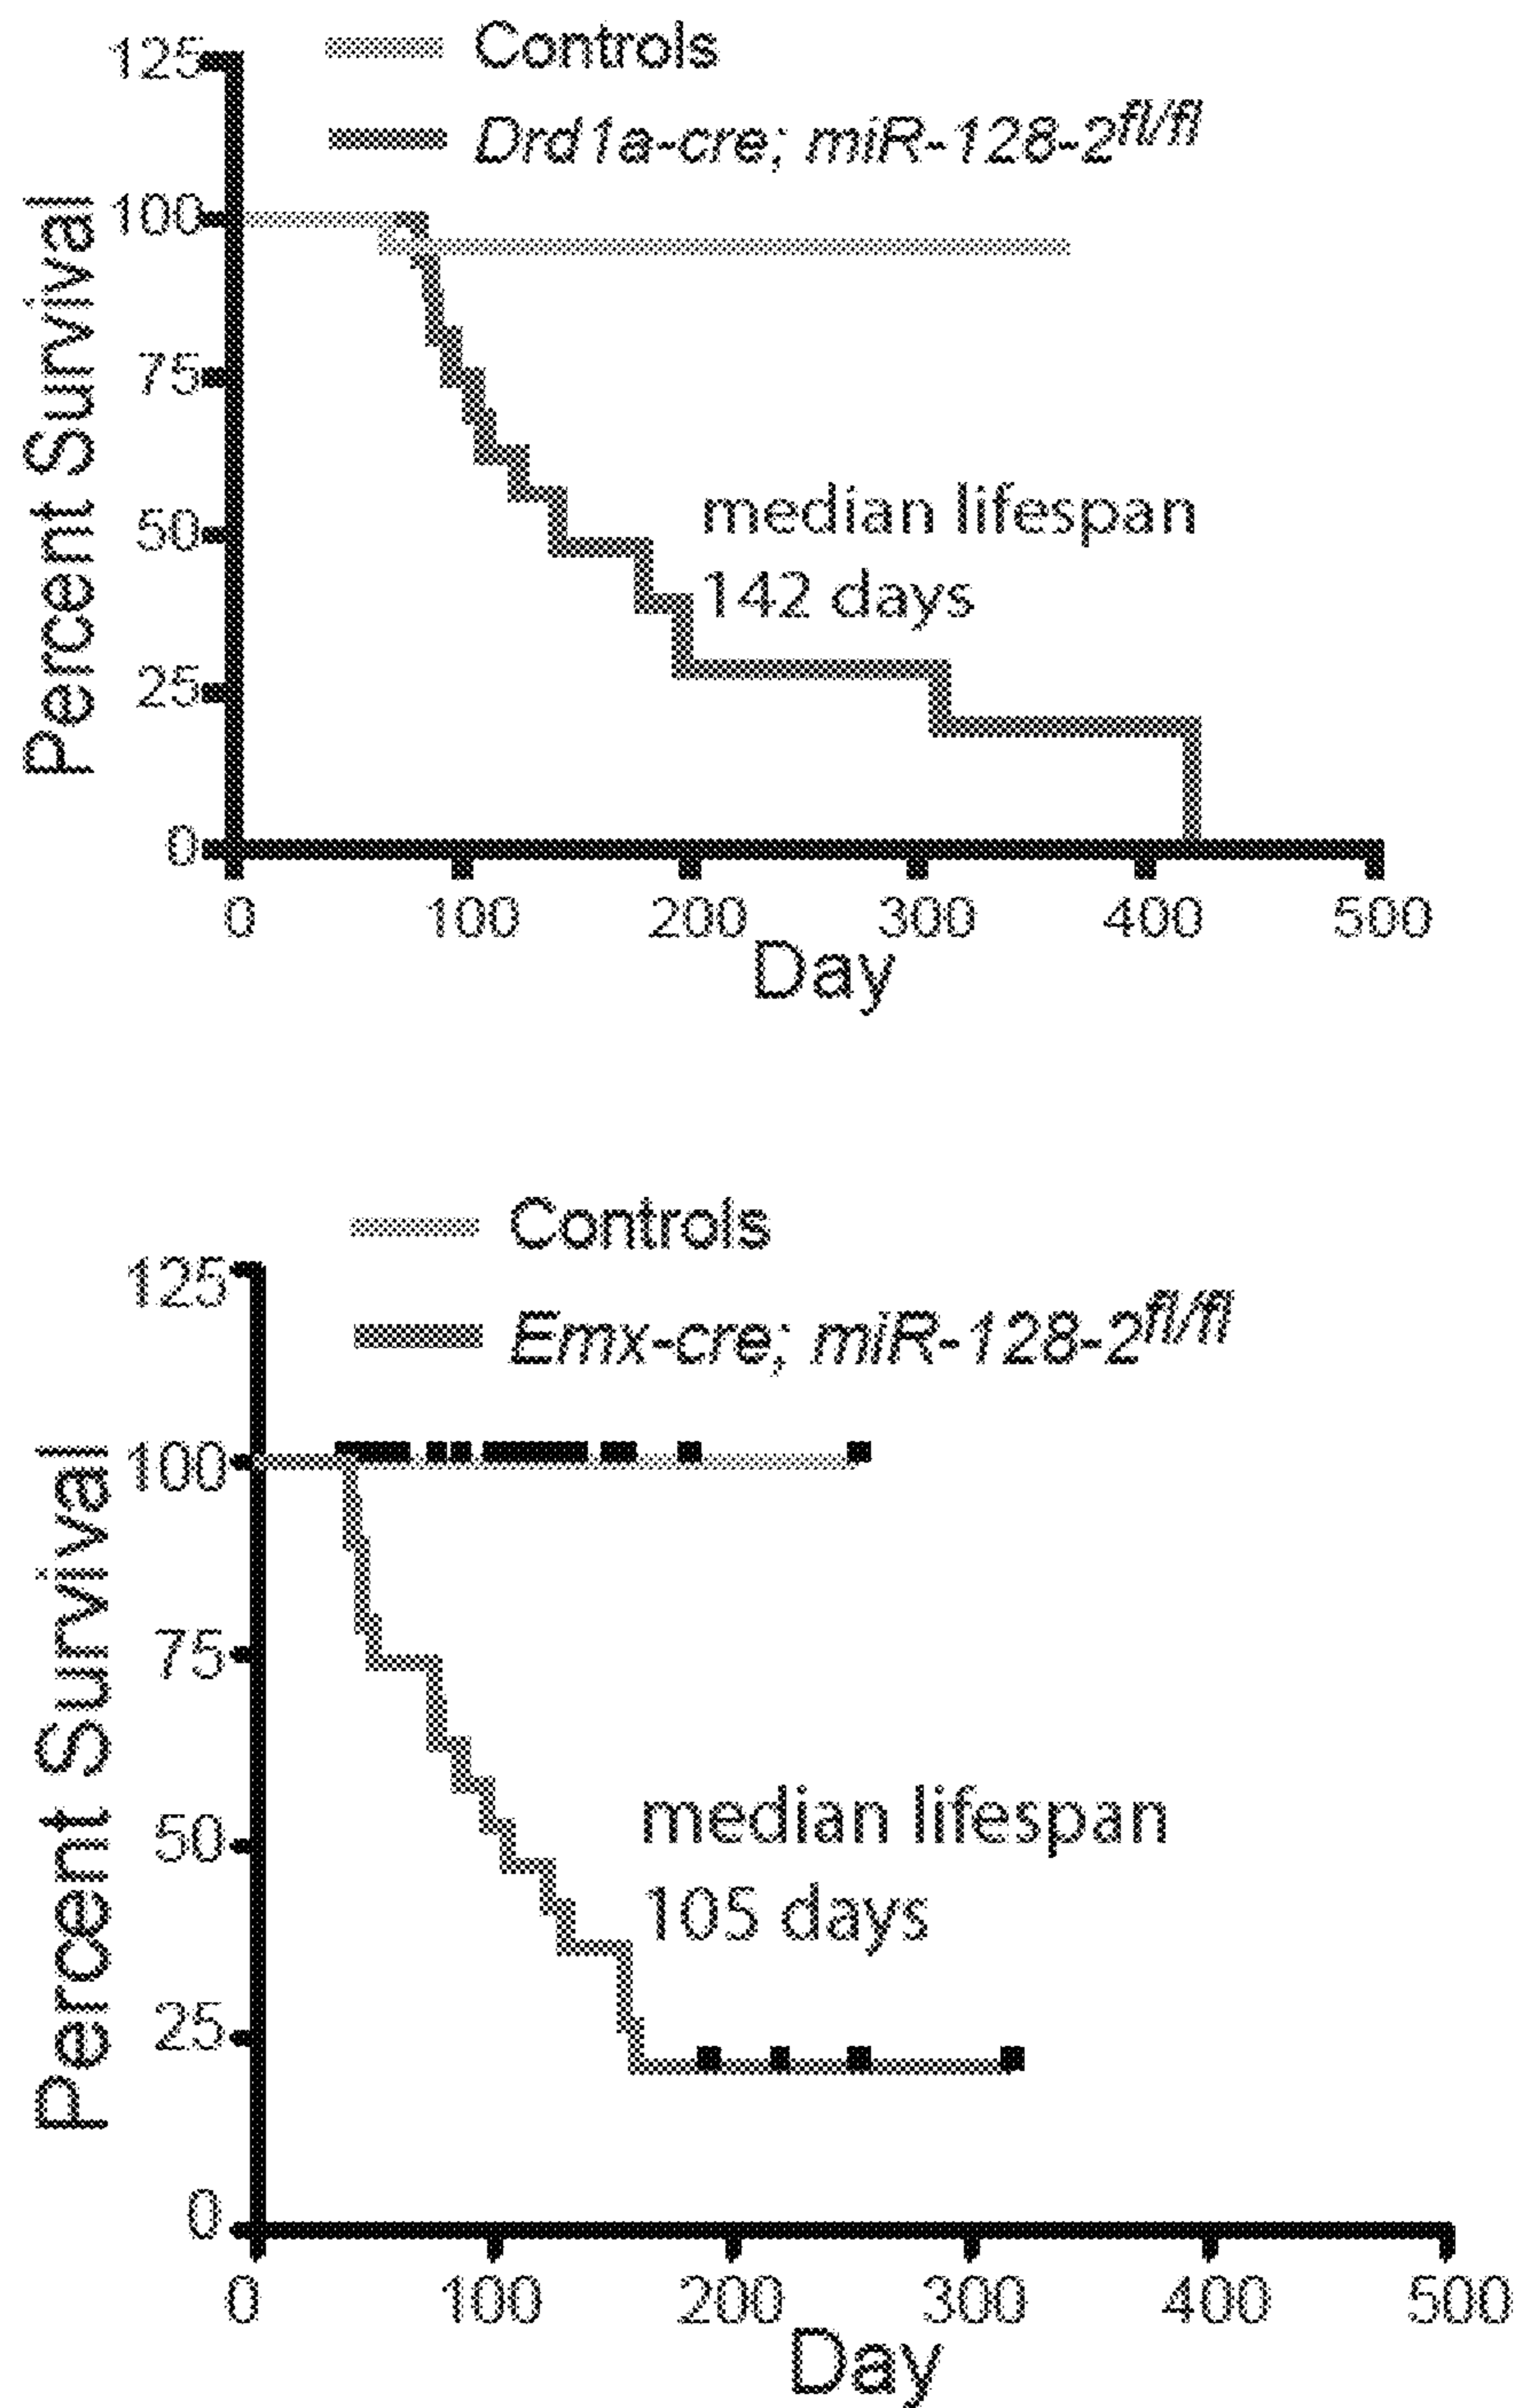 Controls
Drd1a-cre; miR-128-2fl/fl
125
100
75
50
25
0
Percent Survival
median lifespan
142 days
0 100 200 300 400 500
Day
Controls
Emx-cre; miR-128-2fl/fl
125
100
75
50
25
0
Percent Survival
median lifespan
105 days
0 100 200 300 400 500
Day